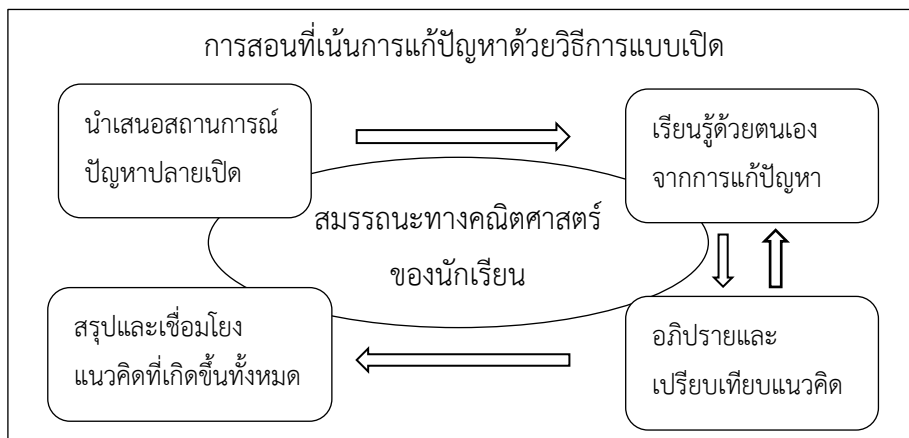 การสอนที่เน้นการแก้ปัญหาด้วยวิธีการแบบเปิด
นำเสนอสถานการณ์
ปัญหาปลายเปิด
เรียนรู้ด้วยตนเอง
จากการแก้ปัญหา
สมรรถนะทางคณิตศาสตร์
ของนักเรียน
สรุปและเชื่อมโยง
แนวคิดที่เกิดขึ้นทั้งหมด
อภิปรายและ
เปรียบเทียบแนวคิด